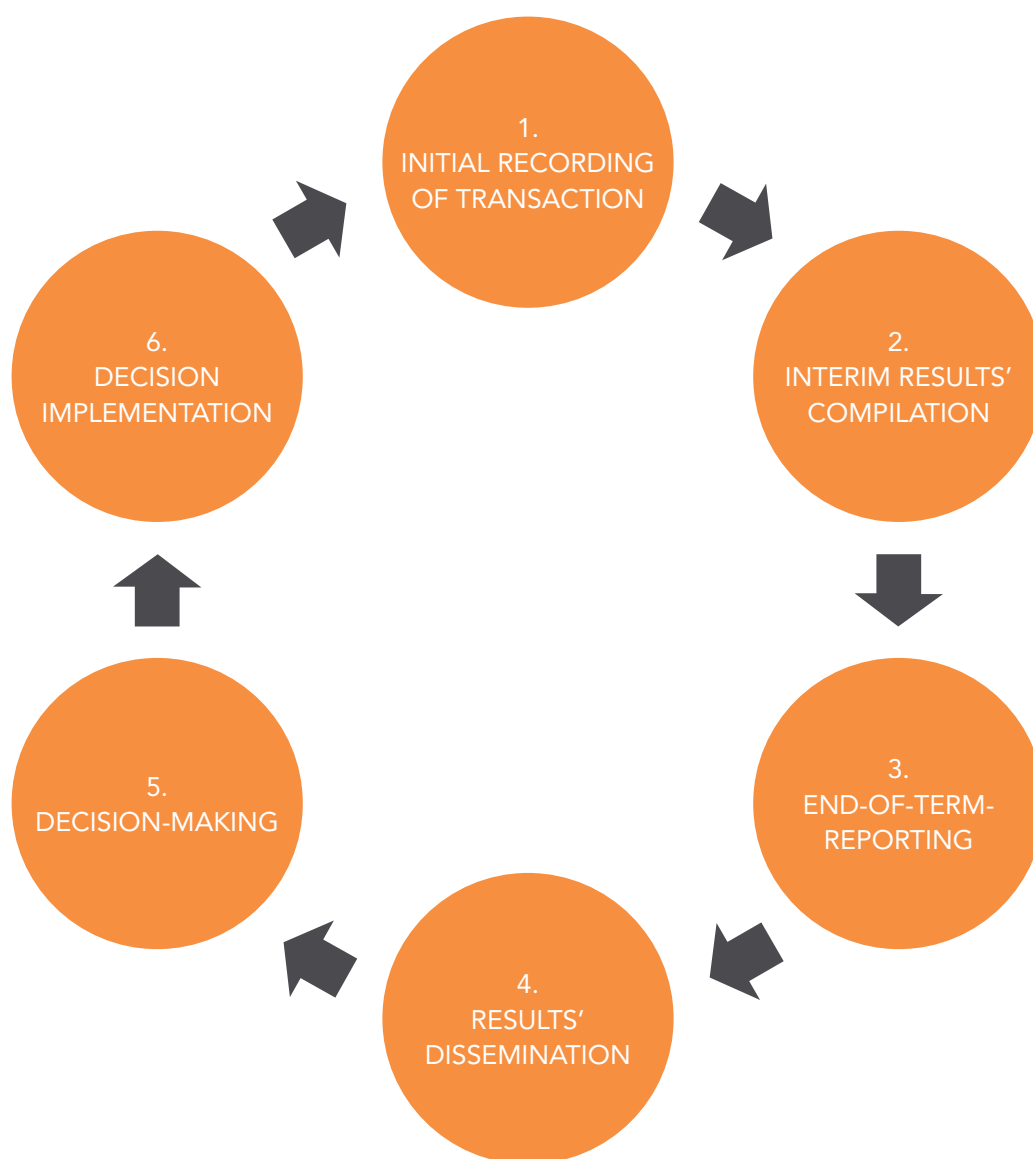 1.
INITIAL RECORDING
OF TRANSACTION
2.
INTERIM RESULTS’
COMPILATION
3.
END-OF-TERM-
REPORTING
4.
RESULTS’
DISSEMINATION
5.
DECISION-MAKING
6.
DECISION
IMPLEMENTATION